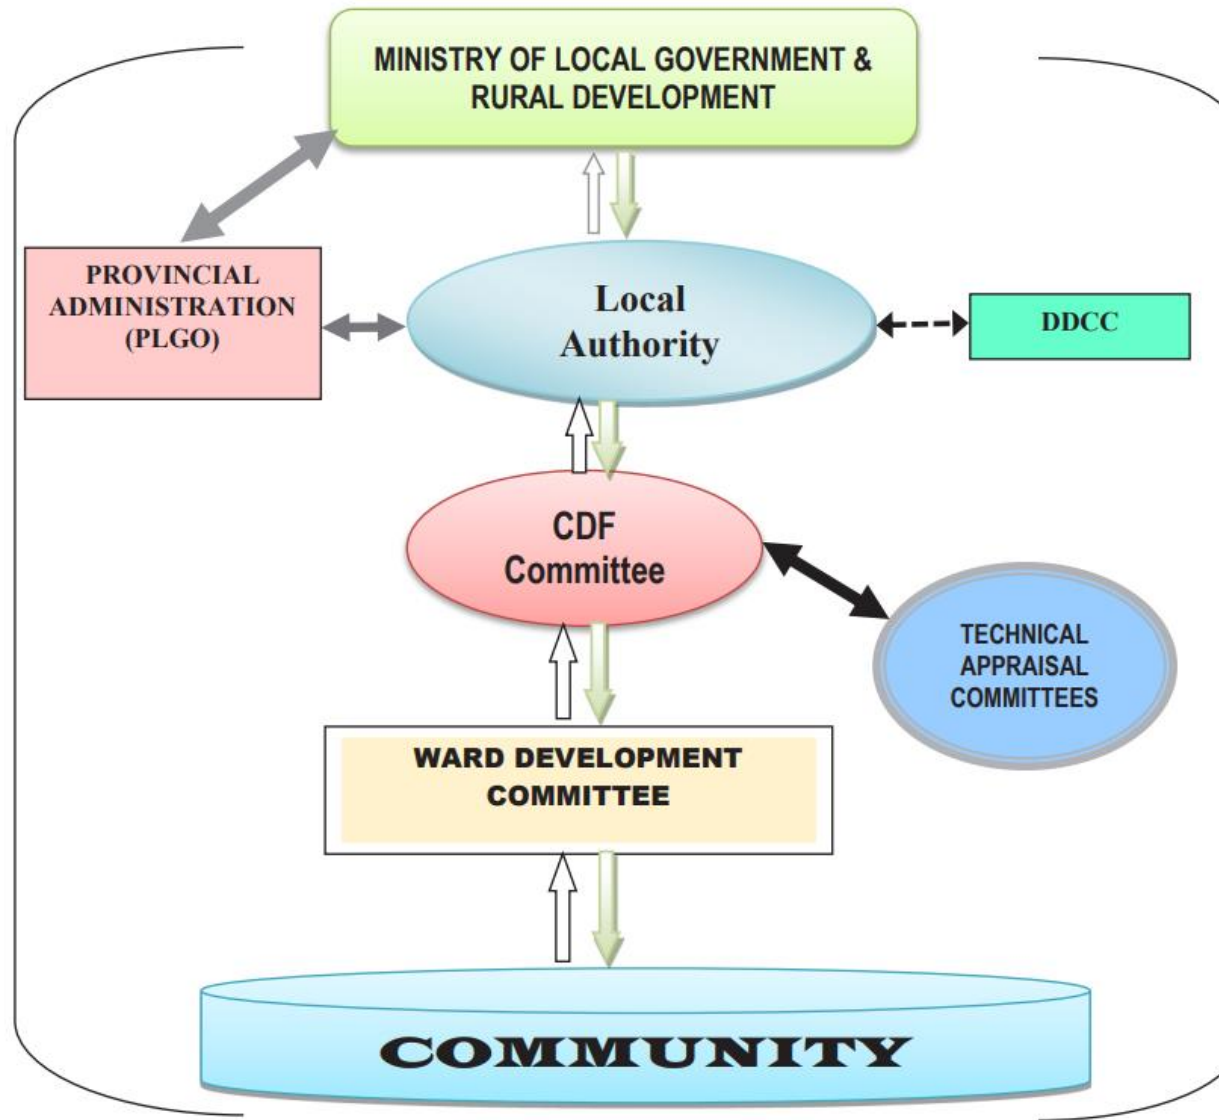 MINISTRY OF LOCAL GOVERNMENT &
RURAL DEVELOPMENT
PROVINCIAL
ADMINISTRATION
(PLGO)
Local
Authority
DDCC
CDF
Committee
TECHNICAL
APPRAISAL
COMMITTEES
WARD DEVELOPMENT
COMMITTEE
COMMUNITY